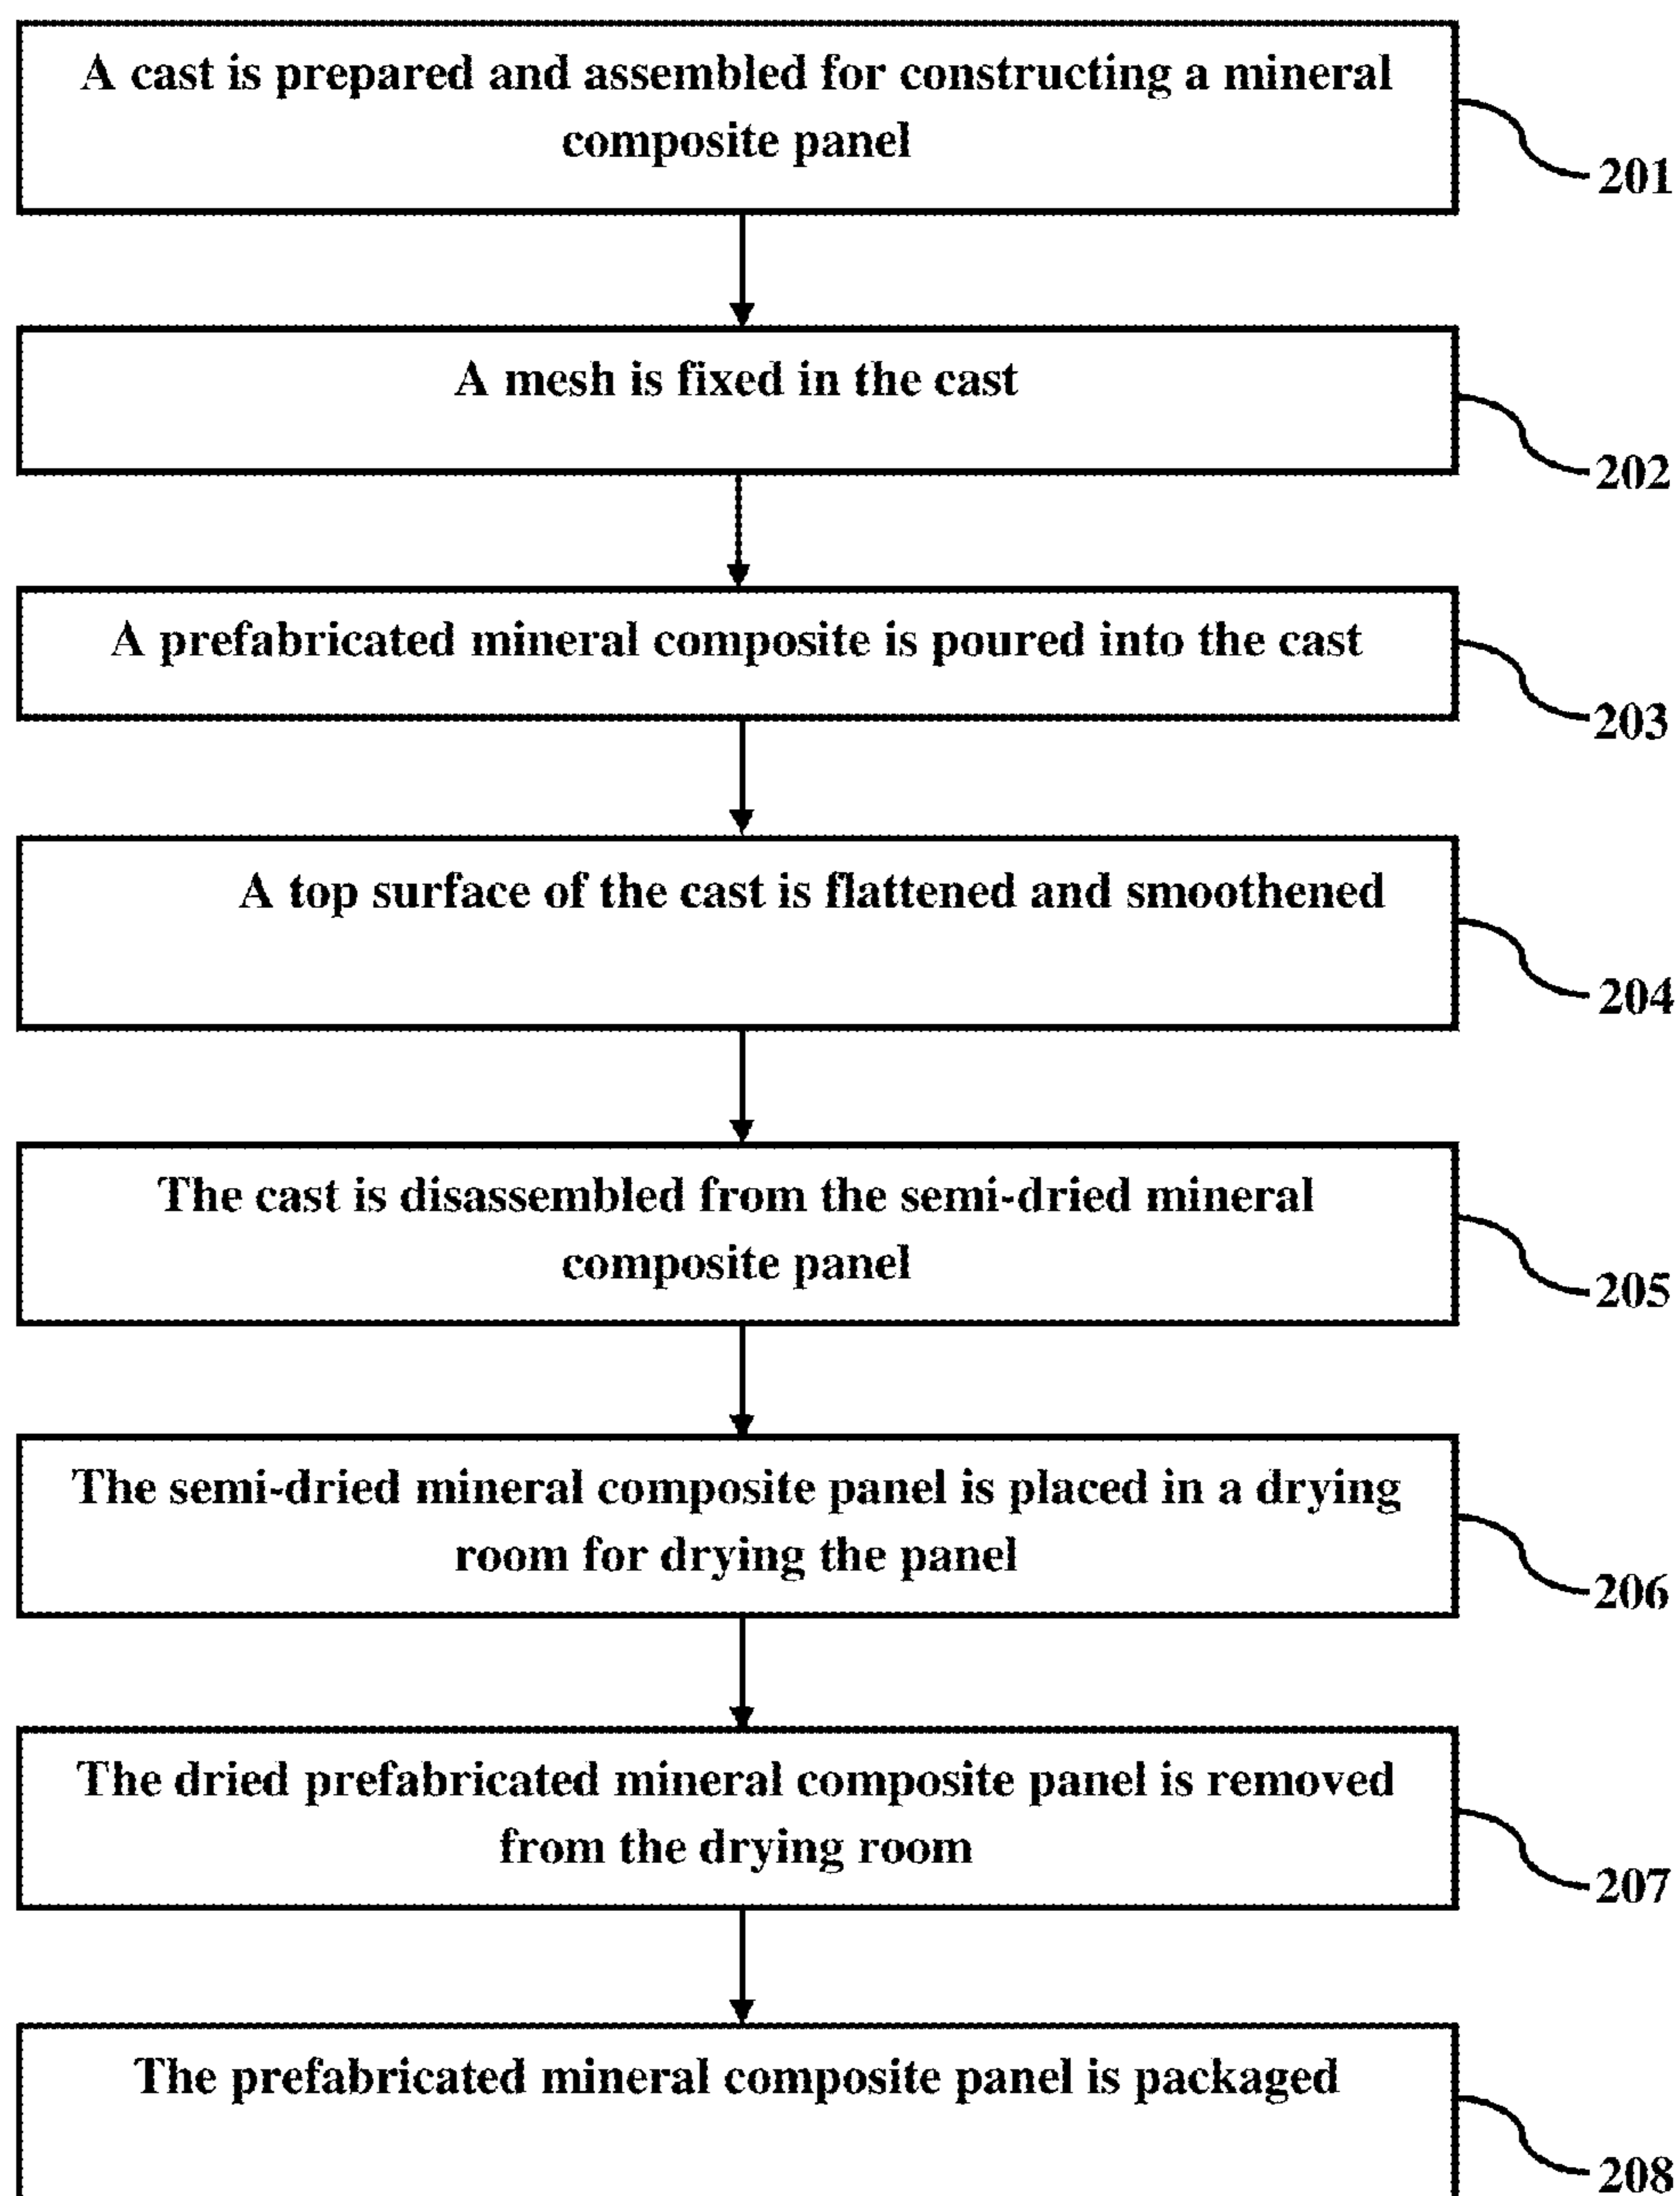 A cast is prepared and assembled for constructing a mineral
composite panel
201
A mesh is fixed in the cast
202
A prefabricated mineral composite is poured into the cast
203
A top surface of the cast is flattened and smoothened
204
The cast is disassembled from the semi-dried mineral
composite panel
205
The semi-dried mineral composite panel is placed in a drying
room for drying the panel
206
The dried prefabricated mineral composite panel is removed
from the drying room
207
The prefabricated mineral composite panel is packaged
208